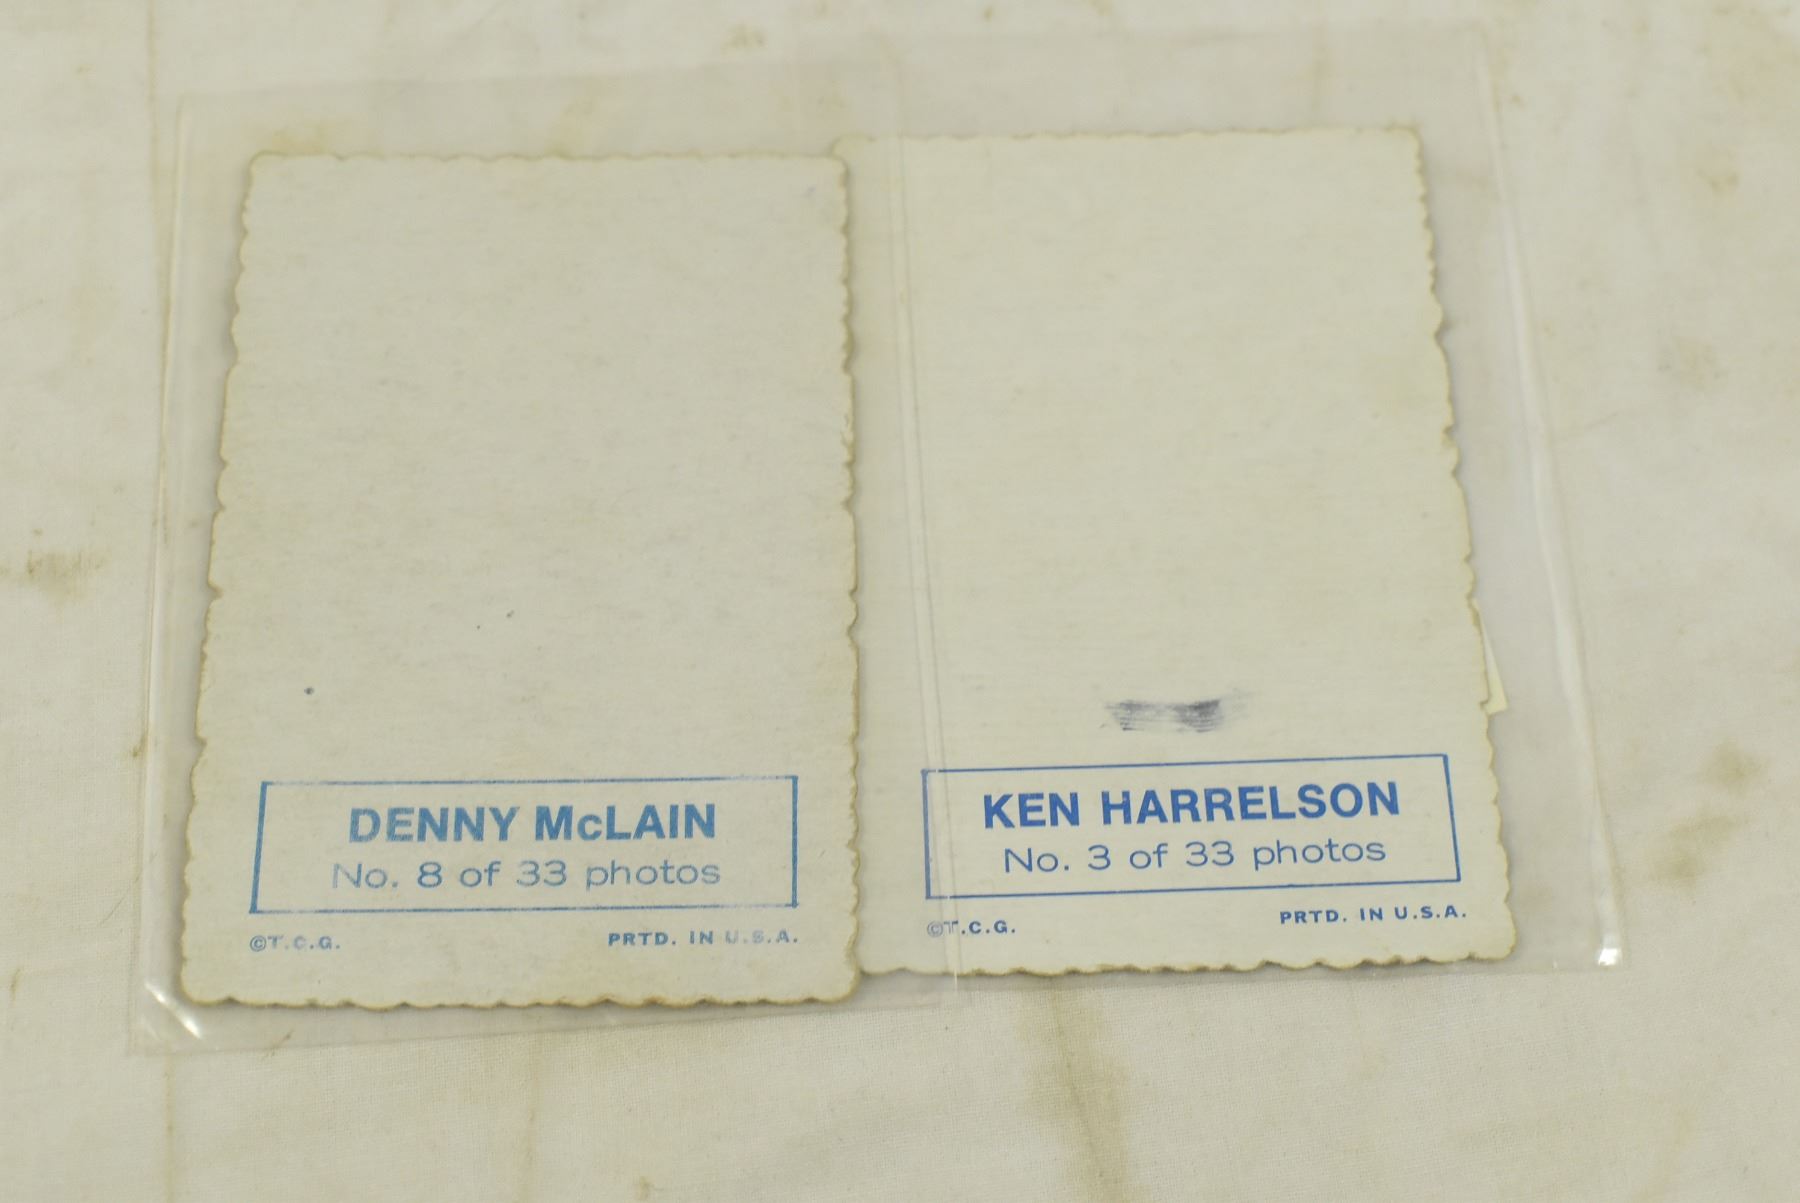 DENNY McLAIN
No. 8 of 33 photos
©T.C.G.
PRTD. IN U.S.A.
KEN HARRELSON
No. 3 of 33 photos
©T.C.G.
PRTD. IN U.S.A.